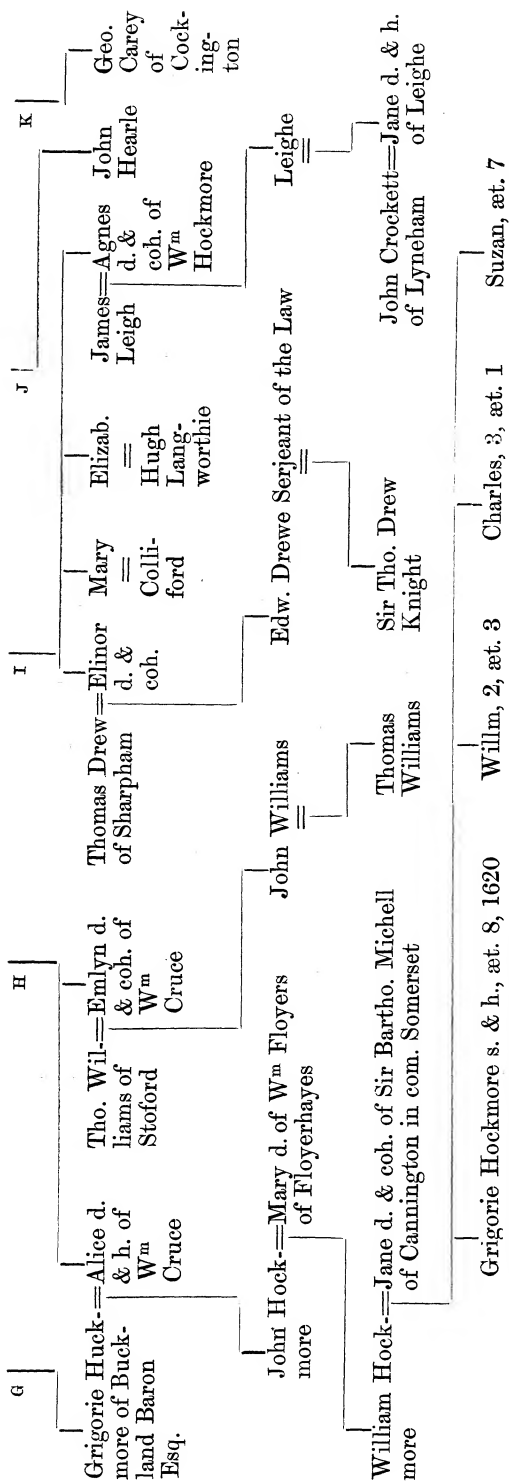 G
H
I
J
K
Grigorie Huck-=Alice d.
more of Buck- & h. of
land Baron Wm
Esq. Cruce
Tho. Wil-=Emlyn d.
liams of & coh. of
Stoford Wm
Cruce
Thomas Drew=Elinor
of Sharpham d. &
coh.
Mary
=
Colli-
ford
Elizab.
=
Hugh
Lang-
worthie
James=Agnes
Leigh d. &
coh. of
Wm
Hockmore
John
Hearle
Geo.
Carey
of
Cock-
ing-
ton
John Hock-=Mary d. of Wm Floyers
more of Floyerhayes
John Williams
=
Edw. Drewe Serjeant of the Law
=
Leighe
=
William Hock-=Jane d. & coh. of Sir Bartho. Michell
more of Cannington in com. Somerset
Thomas
Williams
Sir Tho. Drew
Knight
John Crockett=Jane d. & h.
of Lyneham of Leighe
Grigorie Hockmore s. & h., æt. 8, 1620
Willm, 2, æt. 3
Charles, 3, æt. 1
Suzan, æt. 7